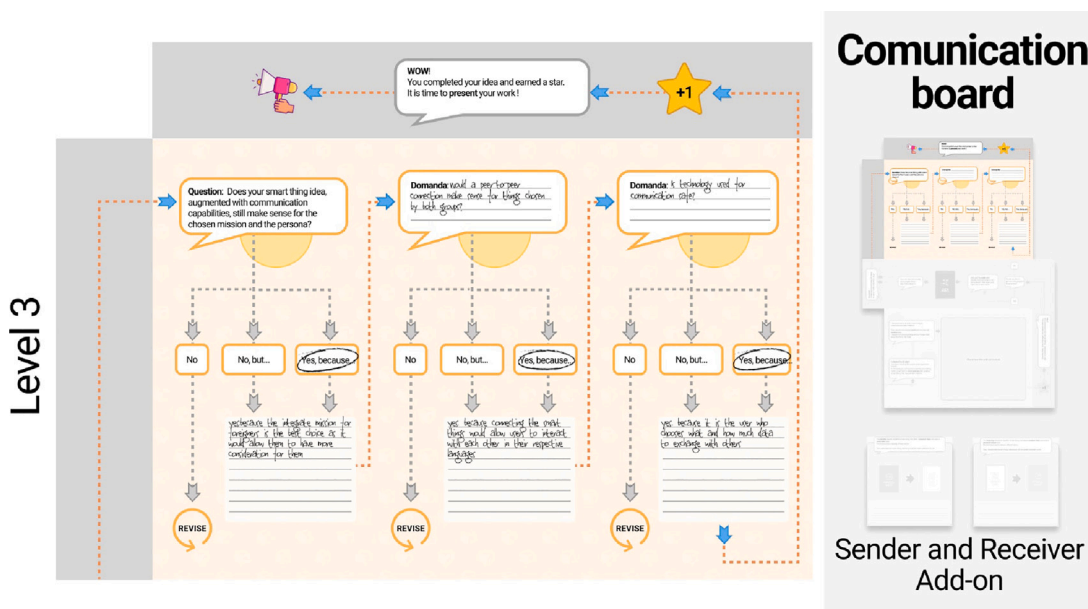 Comunication
board
WOW!
You completed your idea and earned a star.
It is time to present your work !
+1
Level 3
Question: Does your smart thing idea,
augmented with communication
capabilities, still make sense for the
chosen mission and the persona?
No
No, but...
Yes, because...
yes because the integrate mission for
foreigners is the best choice as it
would allow them to have more
consideration for them
REVISE
Domanda: would a peer-to-peer
connection make sense for things chosen
by both groups?
No
No, but...
Yes, because...
yes because connecting the smart
things would allow users to interact
with each other in their respective
languages
REVISE
Domanda: is technology used for
communication safe?
No
No, but...
Yes, because...
yes because it is the user who
chooses what and how much data
to exchange with others
REVISE
Sender and Receiver
Add-on